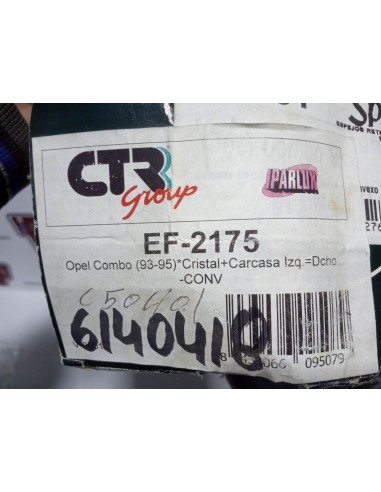 CTR
Group
PARLUX
EF-2175
Opel Combo (93-95)*Cristal+Carcasa Izq.=Dcho
-CONV
C50401
6140410
095079